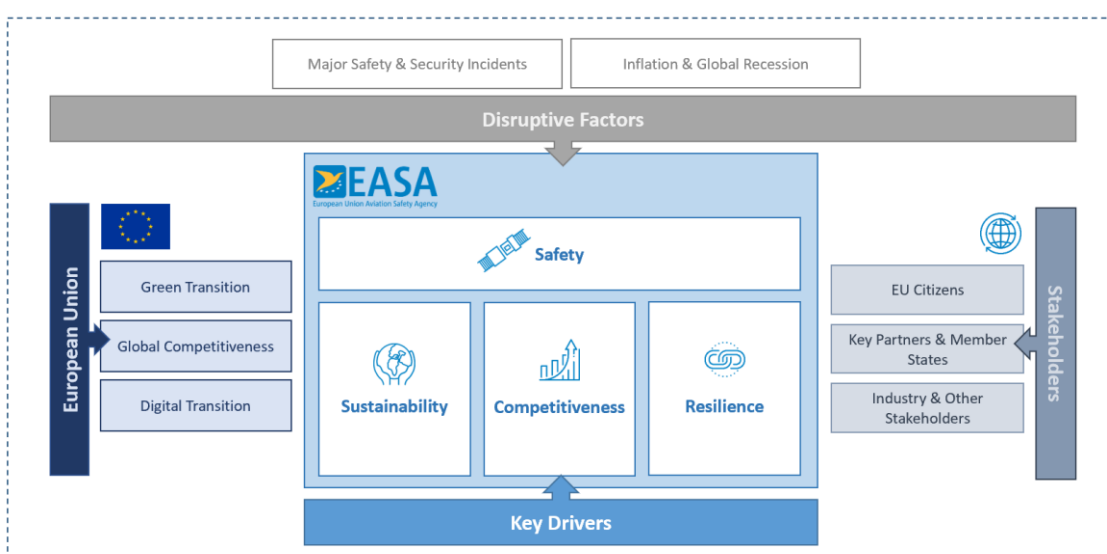 Major Safety & Security Incidents
Inflation & Global Recession
Disruptive Factors
EASA
European Union Aviation Safety Agency
European Union
Green Transition
Global Competitiveness
Digital Transition
Safety
Sustainability
Competitiveness
Resilience
EU Citizens
Key Partners & Member
States
Industry & Other
Stakeholders
Stakeholders
Key Drivers